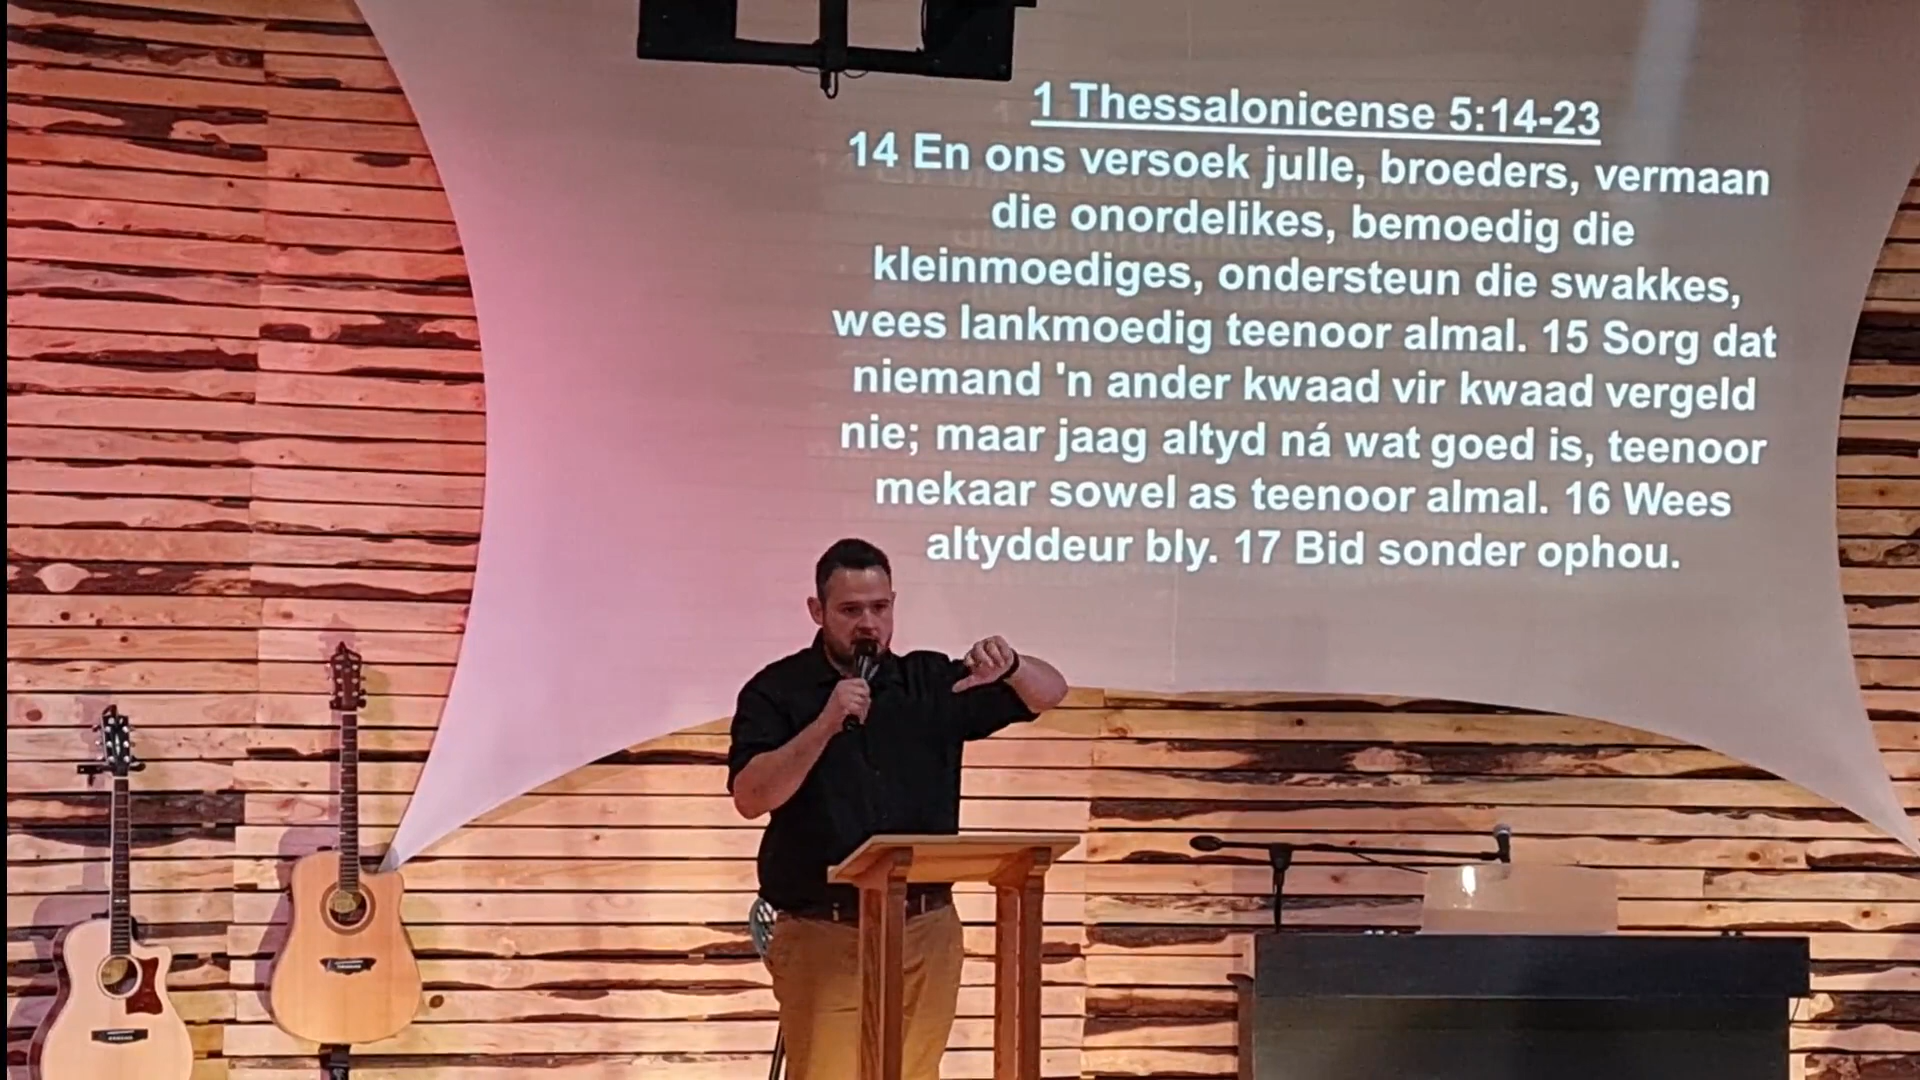 1 Thessalonicense 5:14-23
14 En ons versoek julle, broeders, vermaan
die onordelikes, bemoedig die
kleinmoediges, ondersteun die swakkes,
wees lankmoedig teenoor almal. 15 Sorg dat
niemand 'n ander kwaad vir kwaad vergeld
nie; maar jaag altyd ná wat goed is, teenoor
mekaar sowel as teenoor almal. 16 Wees
altyddeur bly. 17 Bid sonder ophou.